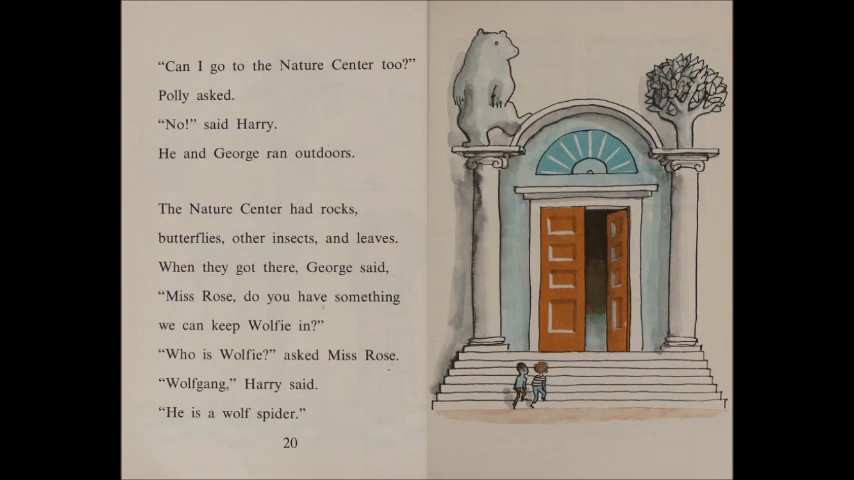 “Can I go to the Nature Center too?”
Polly asked.
“No!” said Harry.
He and George ran outdoors.
The Nature Center had rocks,
butterflies, other insects, and leaves.
When they got there, George said,
“Miss Rose, do you have something
we can keep Wolfie in?”
“Who is Wolfie?” asked Miss Rose.
“Wolfgang,” Harry said.
“He is a wolf spider.”
20